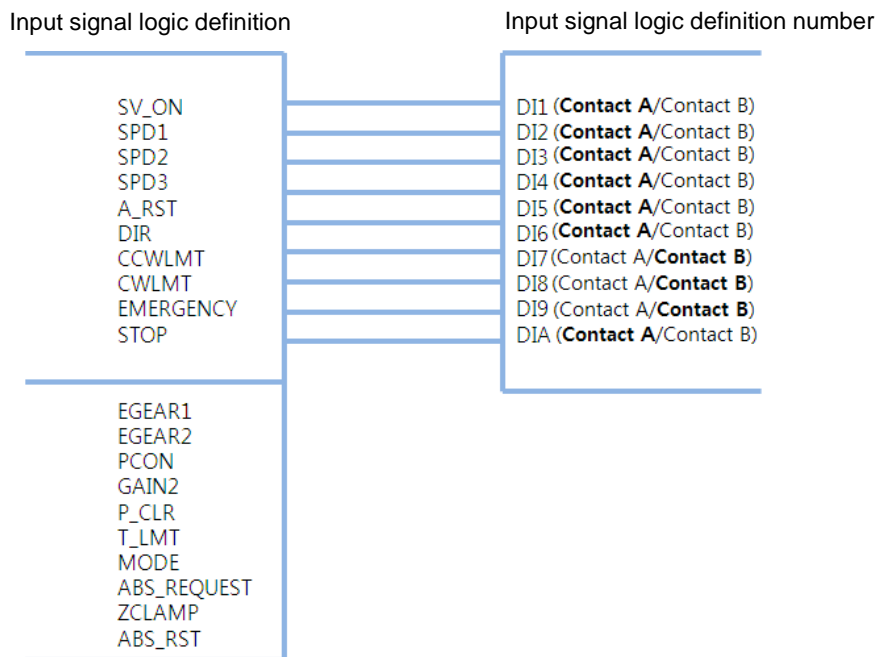 Input signal logic definition
Input signal logic definition number
SV_ON
SPD1
SPD2
SPD3
A_RST
DIR
CCWLMT
CWLMT
EMERGENCY
STOP
DI1 (Contact A/Contact B)
DI2 (Contact A/Contact B)
DI3 (Contact A/Contact B)
DI4 (Contact A/Contact B)
DI5 (Contact A/Contact B)
DI6 (Contact A/Contact B)
DI7 (Contact A/Contact B)
DI8 (Contact A/Contact B)
DI9 (Contact A/Contact B)
DIA (Contact A/Contact B)
EGEAR1
EGEAR2
PCON
GAIN2
P_CLR
T_LMT
MODE
ABS_REQUEST
ZCLAMP
ABS_RST